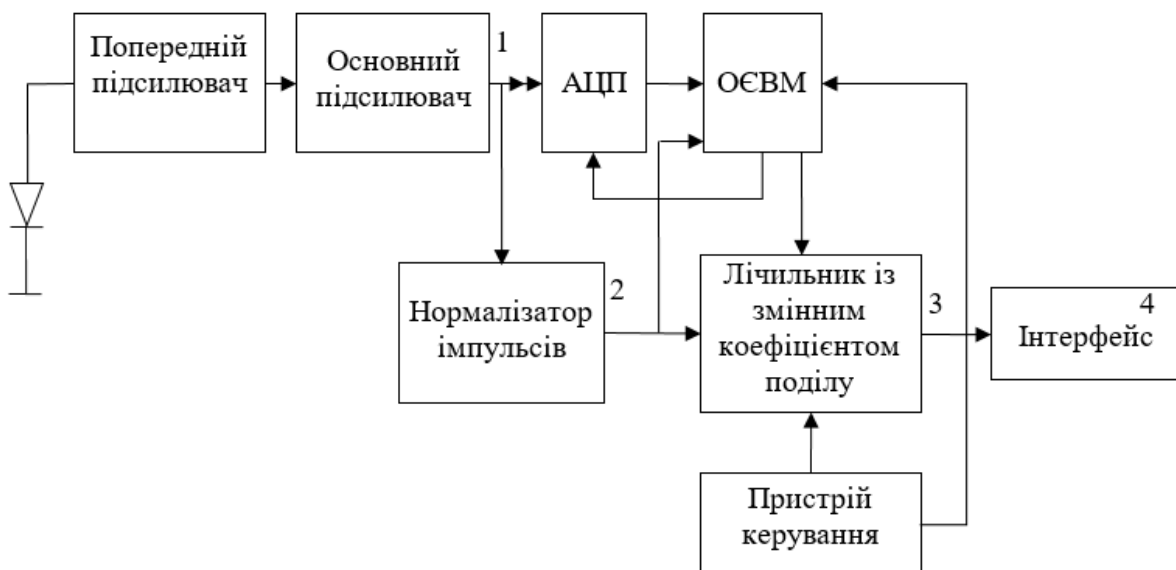 Попередній
підсилювач
Основний
підсилювач
1
АЦП
ОЄВМ
Нормалізатор
імпульсів
2
Лічильник із
змінним
коефіцієнтом
поділу
3
4
Інтерфейс
Пристрій
керування